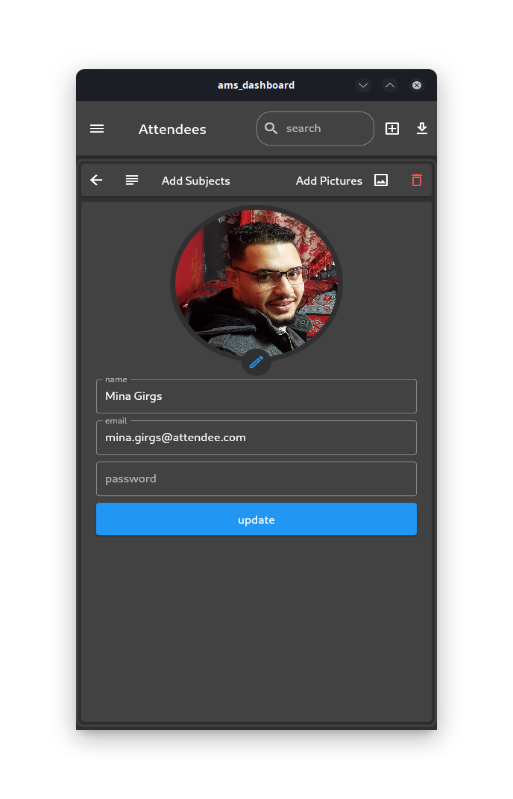 ams_dashboard
Attendees
search
Add Subjects
Add Pictures
name
Mina Girgs
email
mina.girgs@attendee.com
password
update